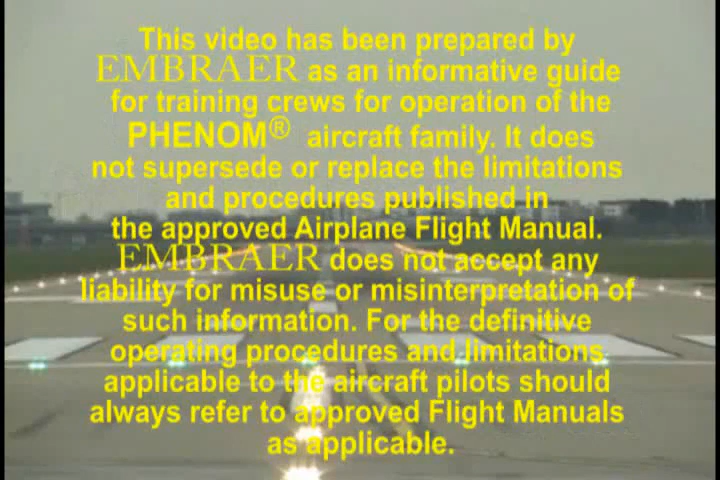 This video has been prepared by
EMBRAER as an informative guide
for training crews for operation of the
PHENOM® aircraft family. It does
not supersede or replace the limitations
and procedures published in
the approved Airplane Flight Manual.
EMBRAER does not accept any
liability for misuse or misinterpretation of
such information. For the definitive
operating procedures and limitations
applicable to the aircraft pilots should
always refer to approved Flight Manuals
as applicable.